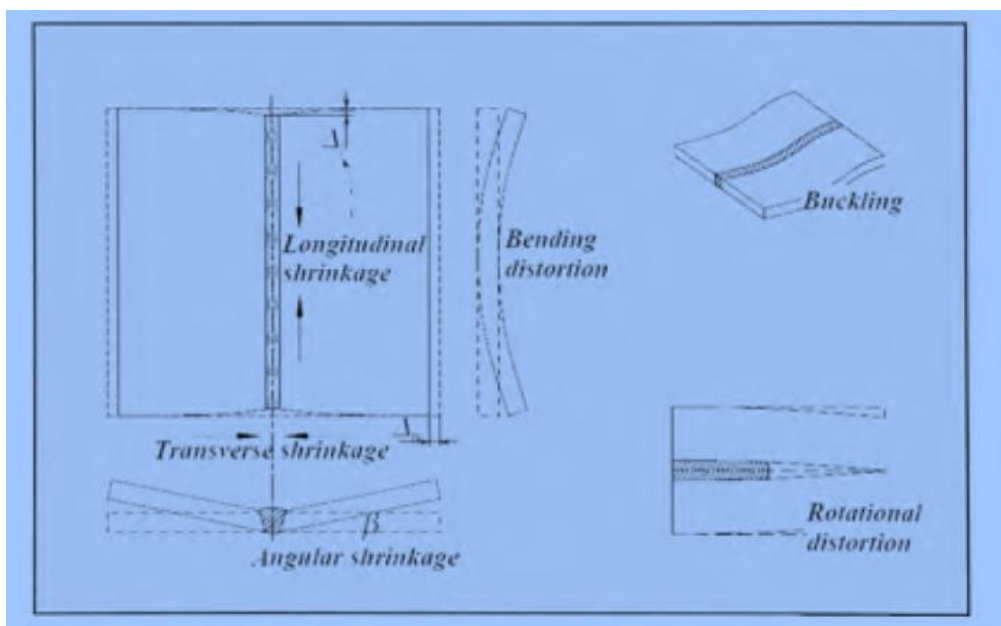 Δ
Longitudinal
shrinkage
Bending
distortion
Buckling
Δ
Transverse shrinkage
β
Angular shrinkage
Rotational
distortion